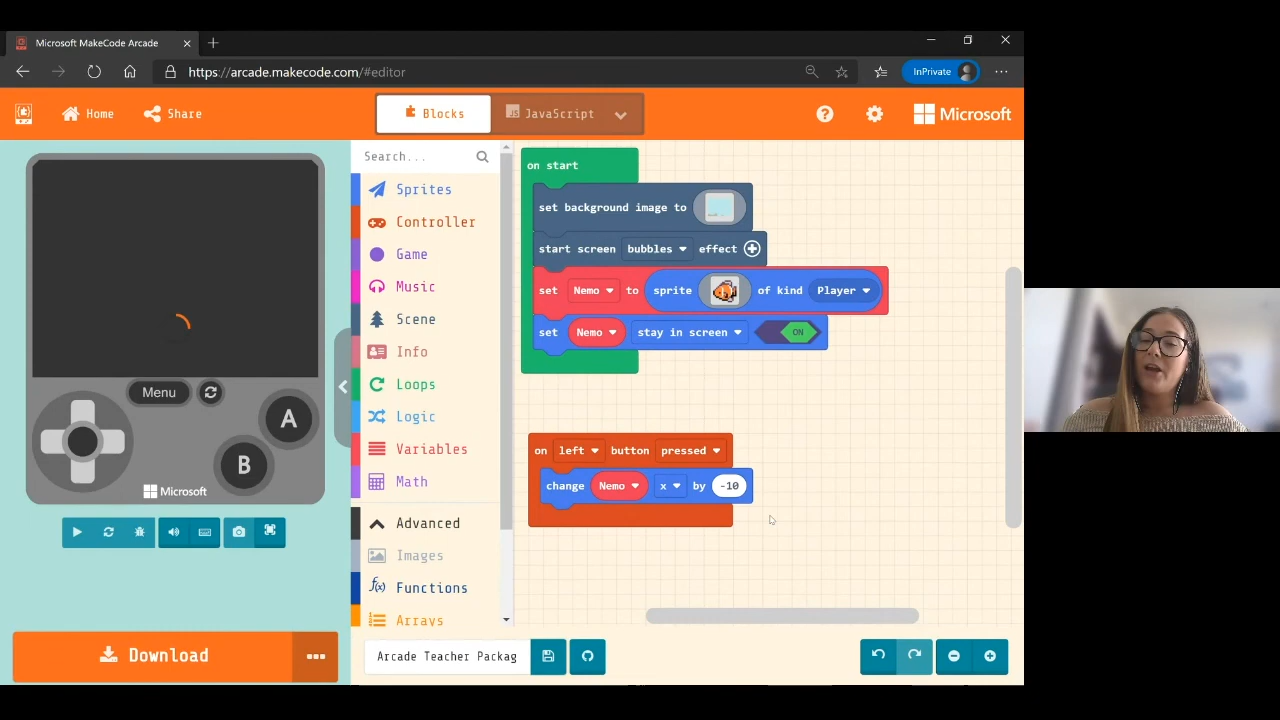 Microsoft MakeCode Arcade
https://arcade.makecode.com/#editor
InPrivate
Home
Share
Blocks
JavaScript
Microsoft
Search...
Sprites
Controller
Game
Music
Scene
Info
Loops
Logic
Variables
Math
Advanced
Images
Functions
Arrays
on start
set background image to
start screen bubbles effect
set Nemo to sprite of kind Player
set Nemo stay in screen ON
on left button pressed
change Nemo x by -10
Menu
A
B
Microsoft
Download
Arcade Teacher Packag